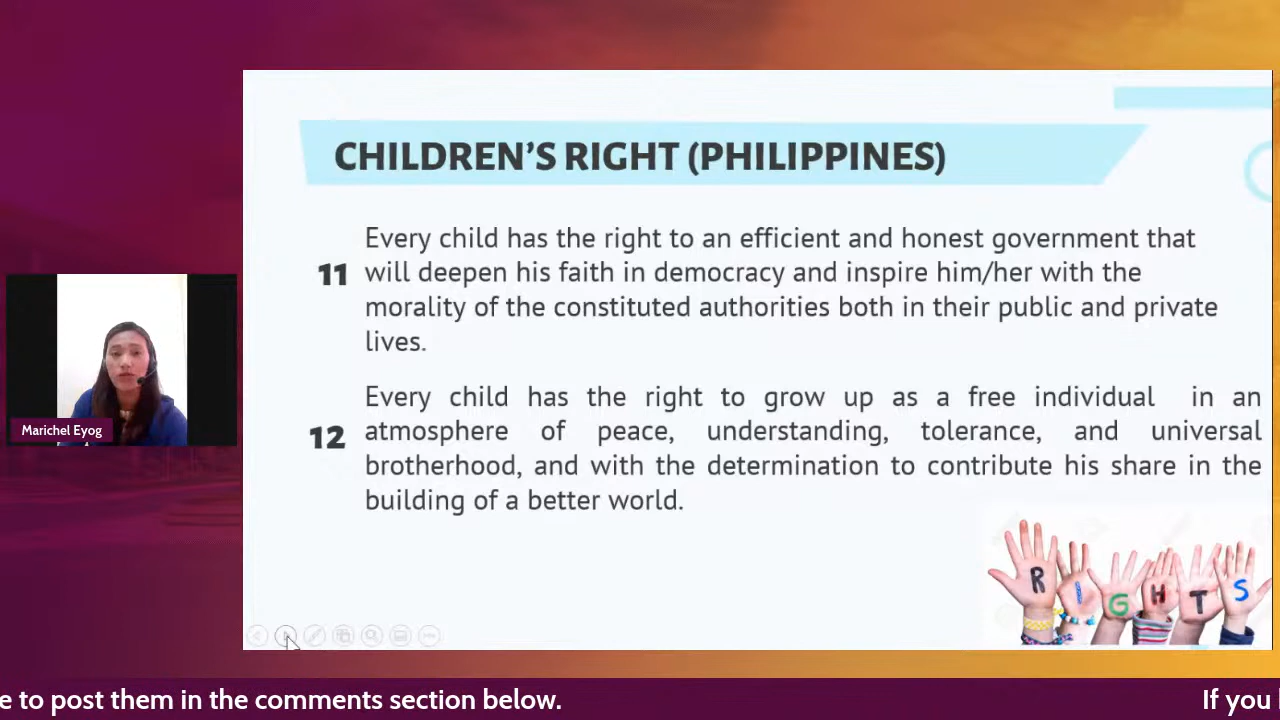 CHILDREN'S RIGHT (PHILIPPINES)
11
Every child has the right to an efficient and honest government that
will deepen his faith in democracy and inspire him/her with the
morality of the constituted authorities both in their public and private
lives.
12
Every child has the right to grow up as a free individual in an
atmosphere of peace, understanding, tolerance, and universal
brotherhood, and with the determination to contribute his share in the
building of a better world.
RIGHTS
Marichel Eyog
e to post them in the comments section below.
If you